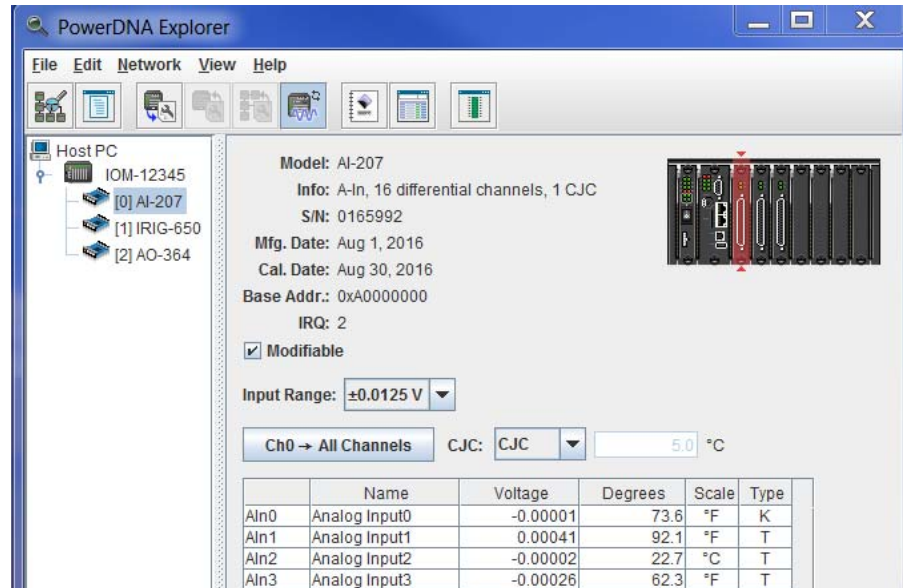 PowerDNA Explorer
File Edit Network View Help
Host PC
IOM-12345
[0] AI-207
[1] IRIG-650
[2] AO-364
Model: AI-207
Info: A-In, 16 differential channels, 1 CJC
S/N: 0165992
Mfg. Date: Aug 1, 2016
Cal. Date: Aug 30, 2016
Base Addr.: 0xA0000000
IRQ: 2
Modifiable
Input Range: ±0.0125 V
Ch0 → All Channels CJC: CJC 5.0 °C
Name Voltage Degrees Scale Type
AIn0 Analog Input0 -0.00001 73.6 °F K
AIn1 Analog Input1 0.00041 92.1 °F T
AIn2 Analog Input2 -0.00002 22.7 °C T
AIn3 Analog Input3 -0.00026 62.3 °F T